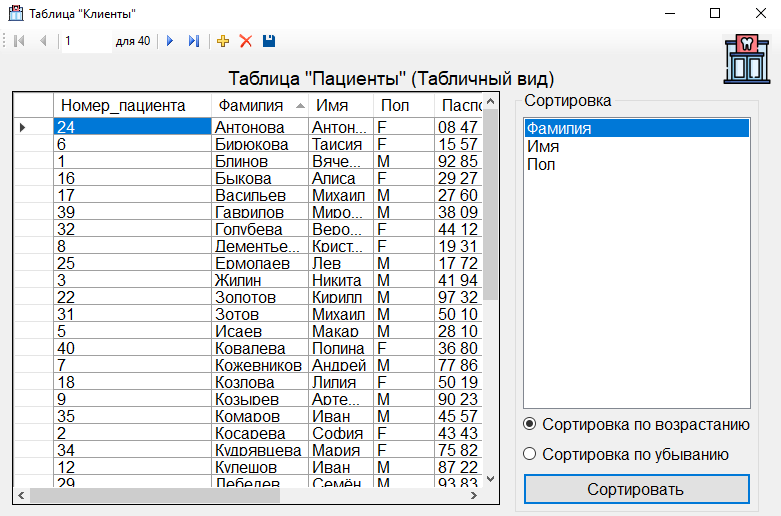 Таблица "Клиенты"
1 для 40
Таблица "Пациенты" (Табличный вид)
Номер_пациента Фамилия Имя Пол Паспо
24 Антонова Антон... F 08 47
6 Бирюкова Таисия F 15 57
1 Блинов Вяче... M 92 85
16 Быкова Алиса F 29 27
17 Васильев Михаил M 27 60
39 Гаврилов Миро... M 38 09
32 Голубева Веро... F 44 12
8 Дементье... Крист... F 19 31
25 Ермолаев Лев M 17 72
3 Жилин Никита M 41 94
22 Золотов Кирилл M 97 32
31 Зотов Михаил M 50 10
5 Исаев Макар M 28 10
40 Ковалева Полина F 36 80
7 Кожевников Андрей M 77 86
18 Козлова Лилия F 50 19
9 Козырев Арте... M 90 23
35 Комаров Иван M 45 57
2 Косарева София F 43 43
34 Кудрявцева Мария F 75 82
12 Кулешов Иван M 87 22
29 Лебедев Семён M 93 83
Сортировка
Фамилия
Имя
Пол
Сортировка по возрастанию
Сортировка по убыванию
Сортировать